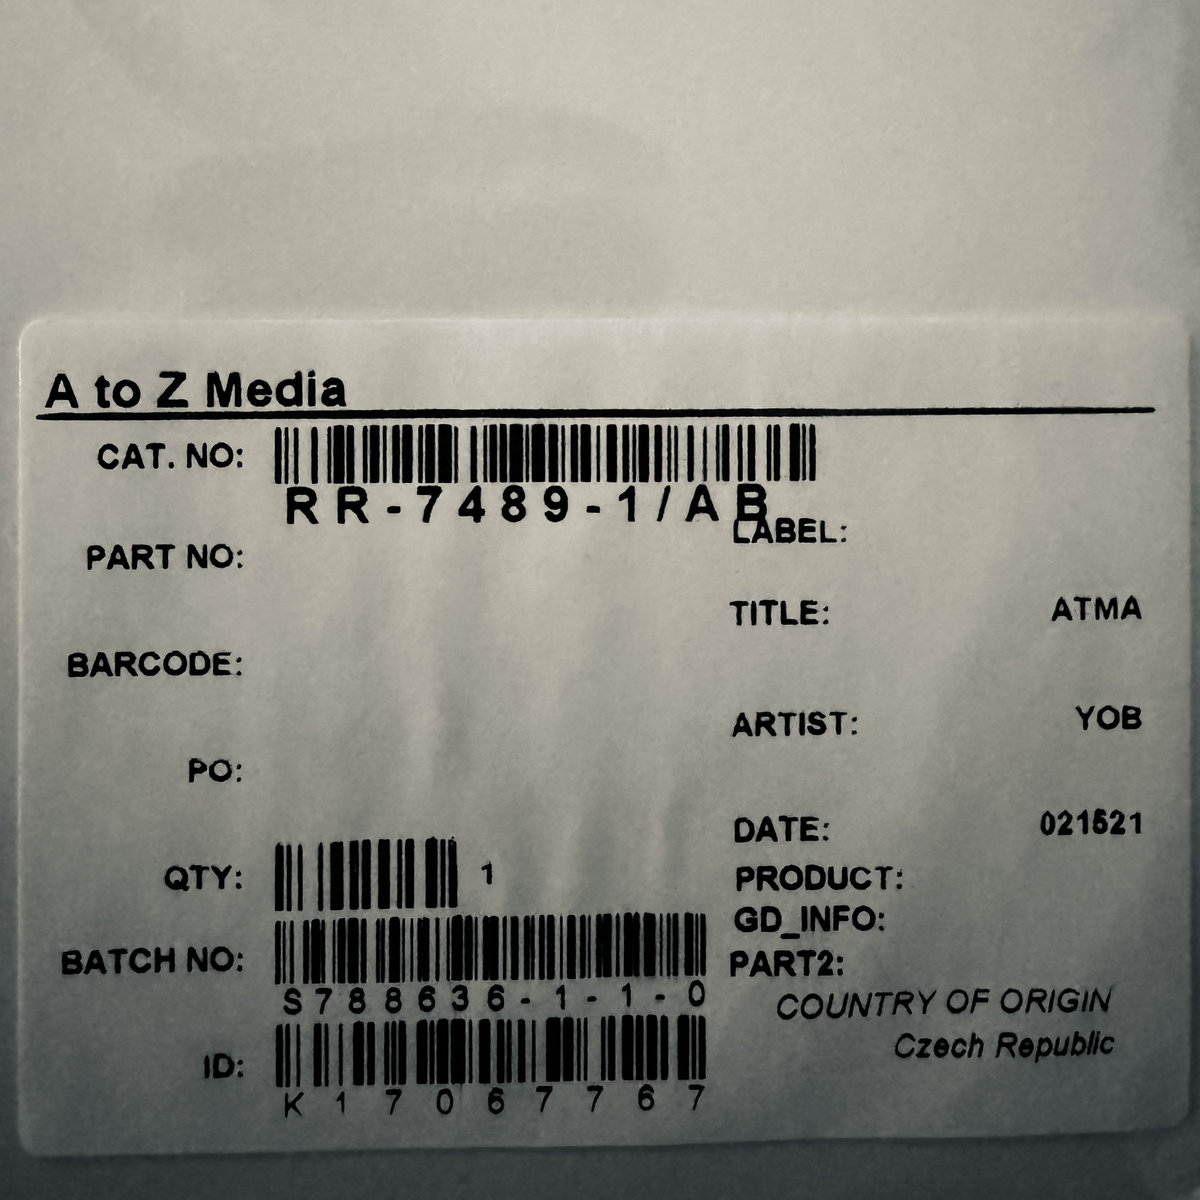 A to Z Media
CAT. NO:
RR-7489-1/AB
PART NO:
BARCODE:
PO:
QTY: 1
BATCH NO:
S788636-1-1-0
ID:
K17067767
LABEL:
TITLE: ATMA
ARTIST: YOB
DATE: 021521
PRODUCT:
GD_INFO:
PART2:
COUNTRY OF ORIGIN
Czech Republic